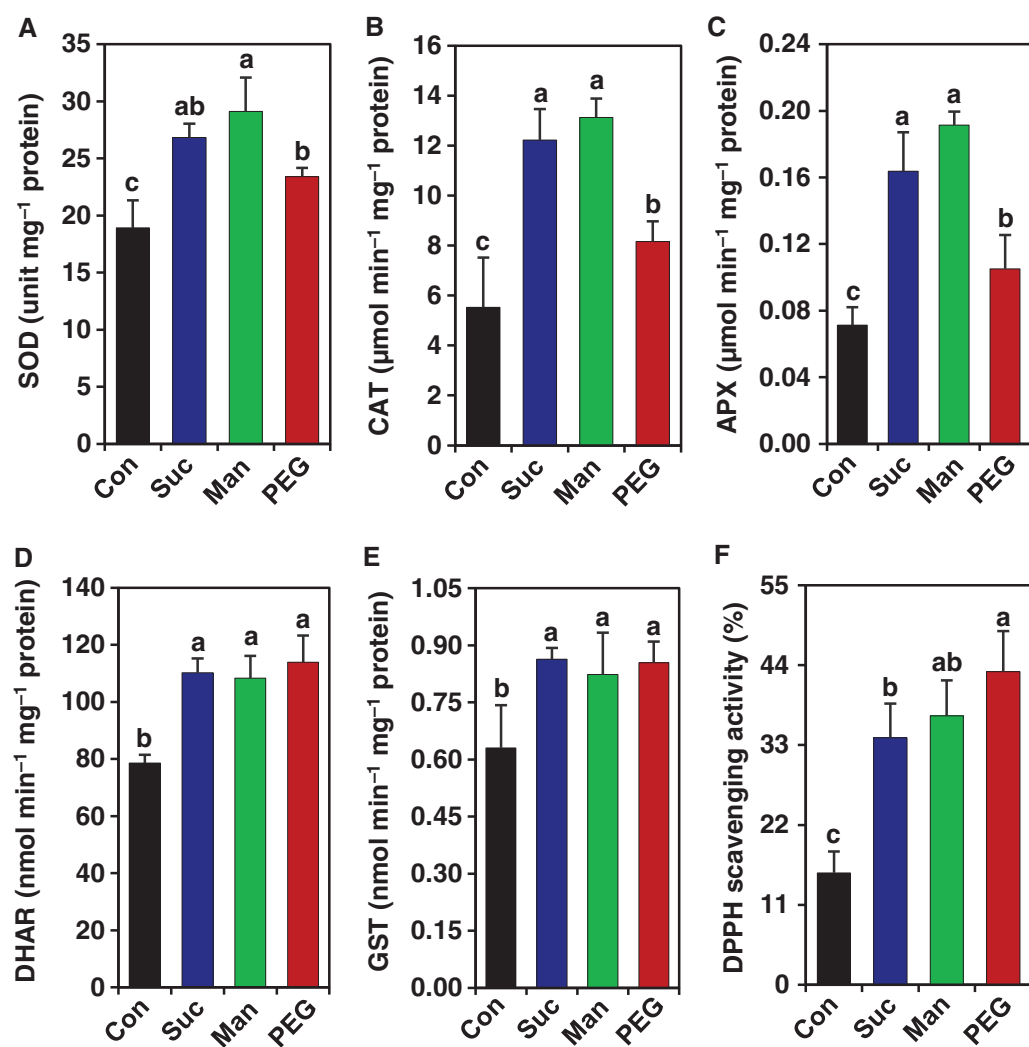 A
SOD (unit mg⁻¹ protein)
35
30
25
20
15
10
5
0
c
ab
a
b
Con
Suc
Man
PEG
B
CAT (µmol min⁻¹ mg⁻¹ protein)
16
14
12
10
8
6
4
2
0
c
a
a
b
Con
Suc
Man
PEG
C
APX (µmol min⁻¹ mg⁻¹ protein)
0.24
0.20
0.16
0.12
0.08
0.04
0.00
c
a
a
b
Con
Suc
Man
PEG
D
DHAR (nmol min⁻¹ mg⁻¹ protein)
140
120
100
80
60
40
20
0
b
a
a
a
Con
Suc
Man
PEG
E
GST (nmol min⁻¹ mg⁻¹ protein)
1.05
0.90
0.75
0.60
0.45
0.30
0.15
0.00
b
a
a
a
Con
Suc
Man
PEG
F
DPPH scavenging activity (%)
55
44
33
22
11
0
c
b
ab
a
Con
Suc
Man
PEG